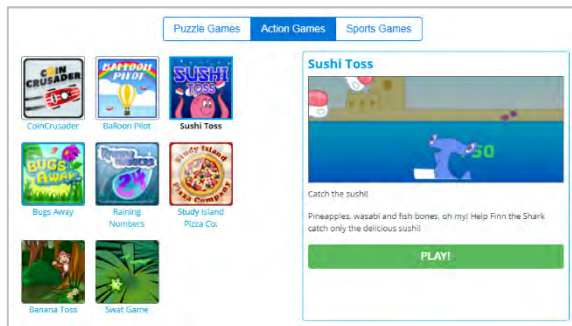 Puzzle Games Action Games Sports Games
COIN CRUSADER
BALLOON PILOT
SUSHI TOSS
CoinCrusader
Balloon Pilot
Sushi Toss
BUGS AWAY
RAINING NUMBERS
24
Study Island Pizza Company
Bugs Away
Raining
Numbers
Study Island
Pizza Co.
Banana Toss
Swat Game
Sushi Toss
50
Catch the sushi!
Pineapples, wasabi and fish bones, oh my! Help Finn the Shark
catch only the delicious sushi!
PLAY!